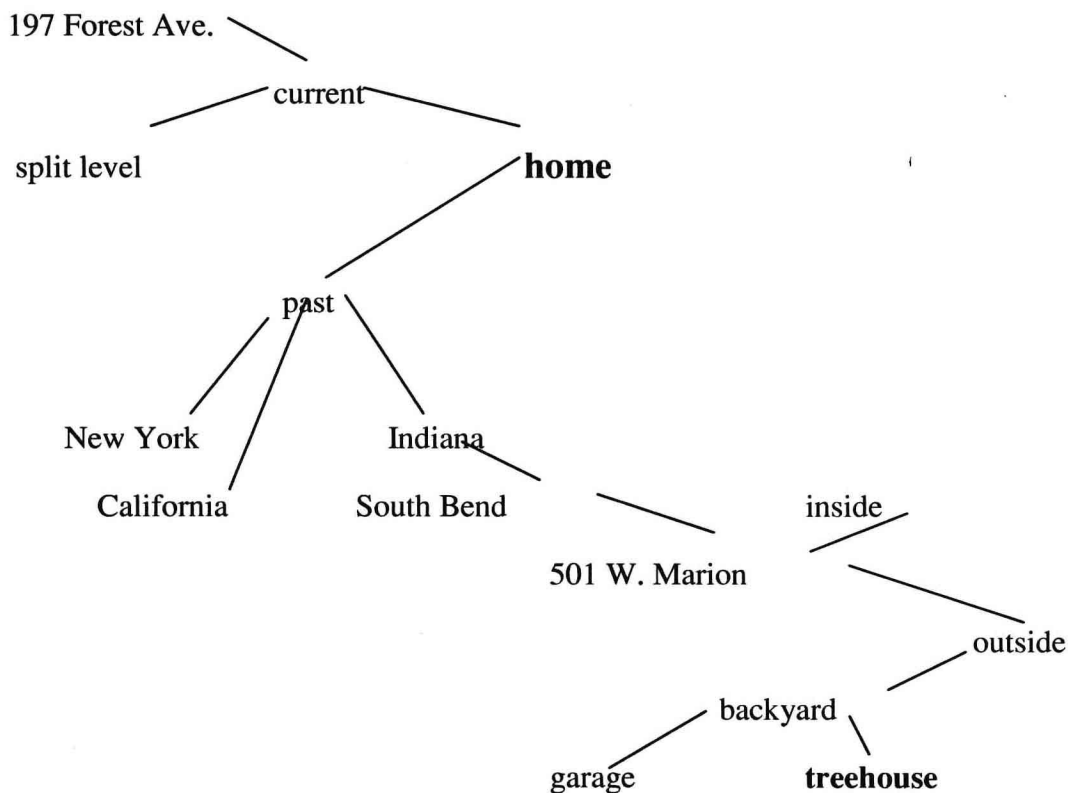 197 Forest Ave.
current
split level home
past
New York Indiana
California South Bend inside
501 W. Marion
outside
backyard
garage treehouse